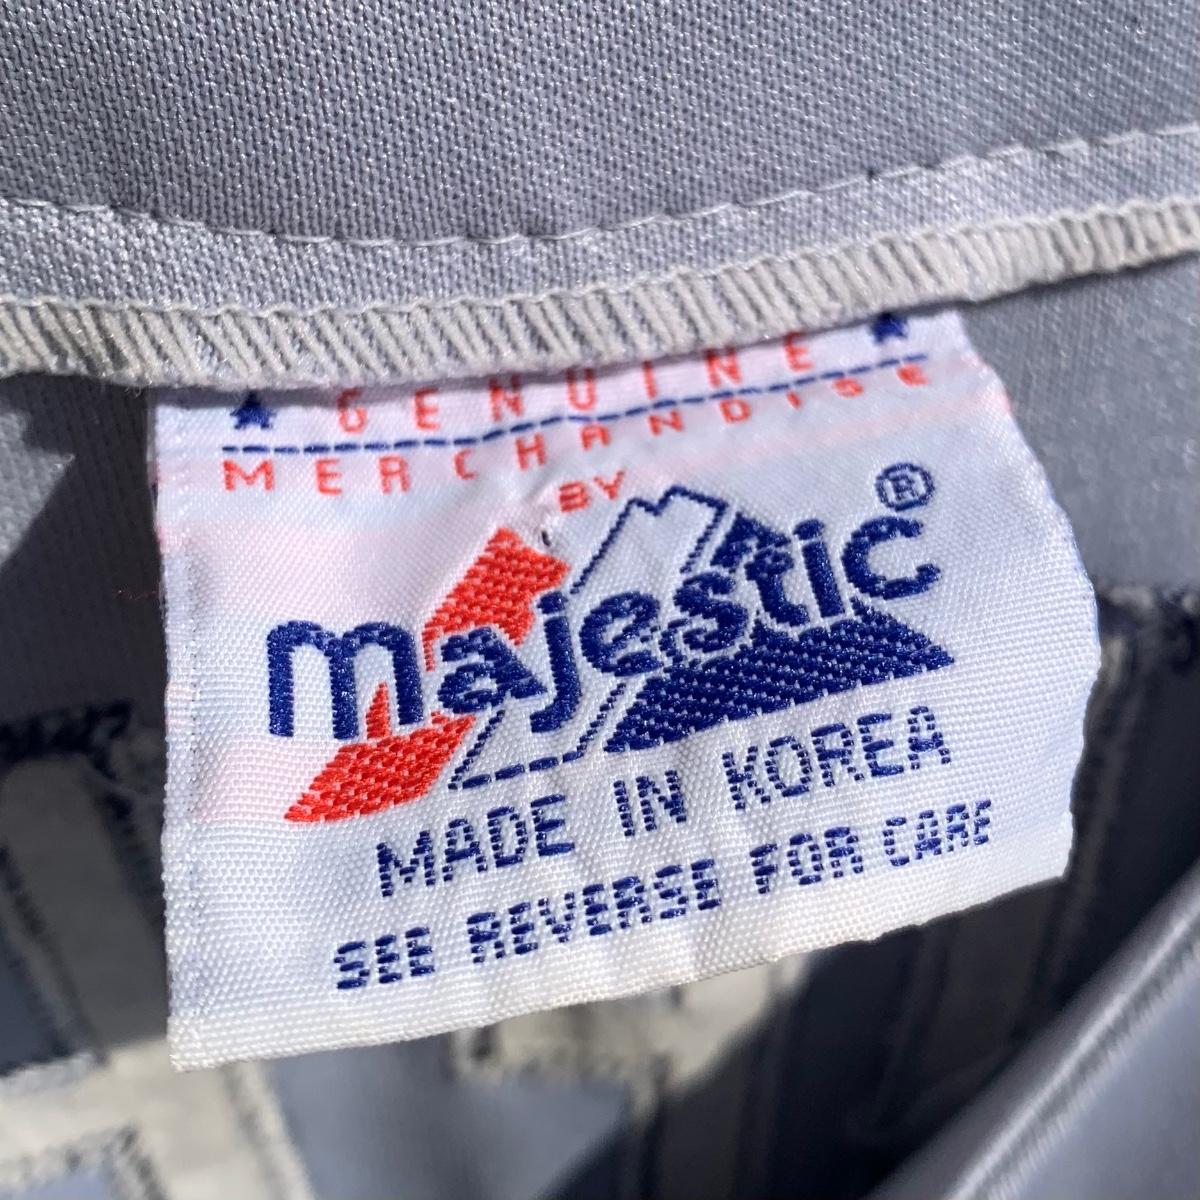 ★ GENUINE ★
MERCHANDISE
BY
majestic®
MADE IN KOREA
SEE REVERSE FOR CARE